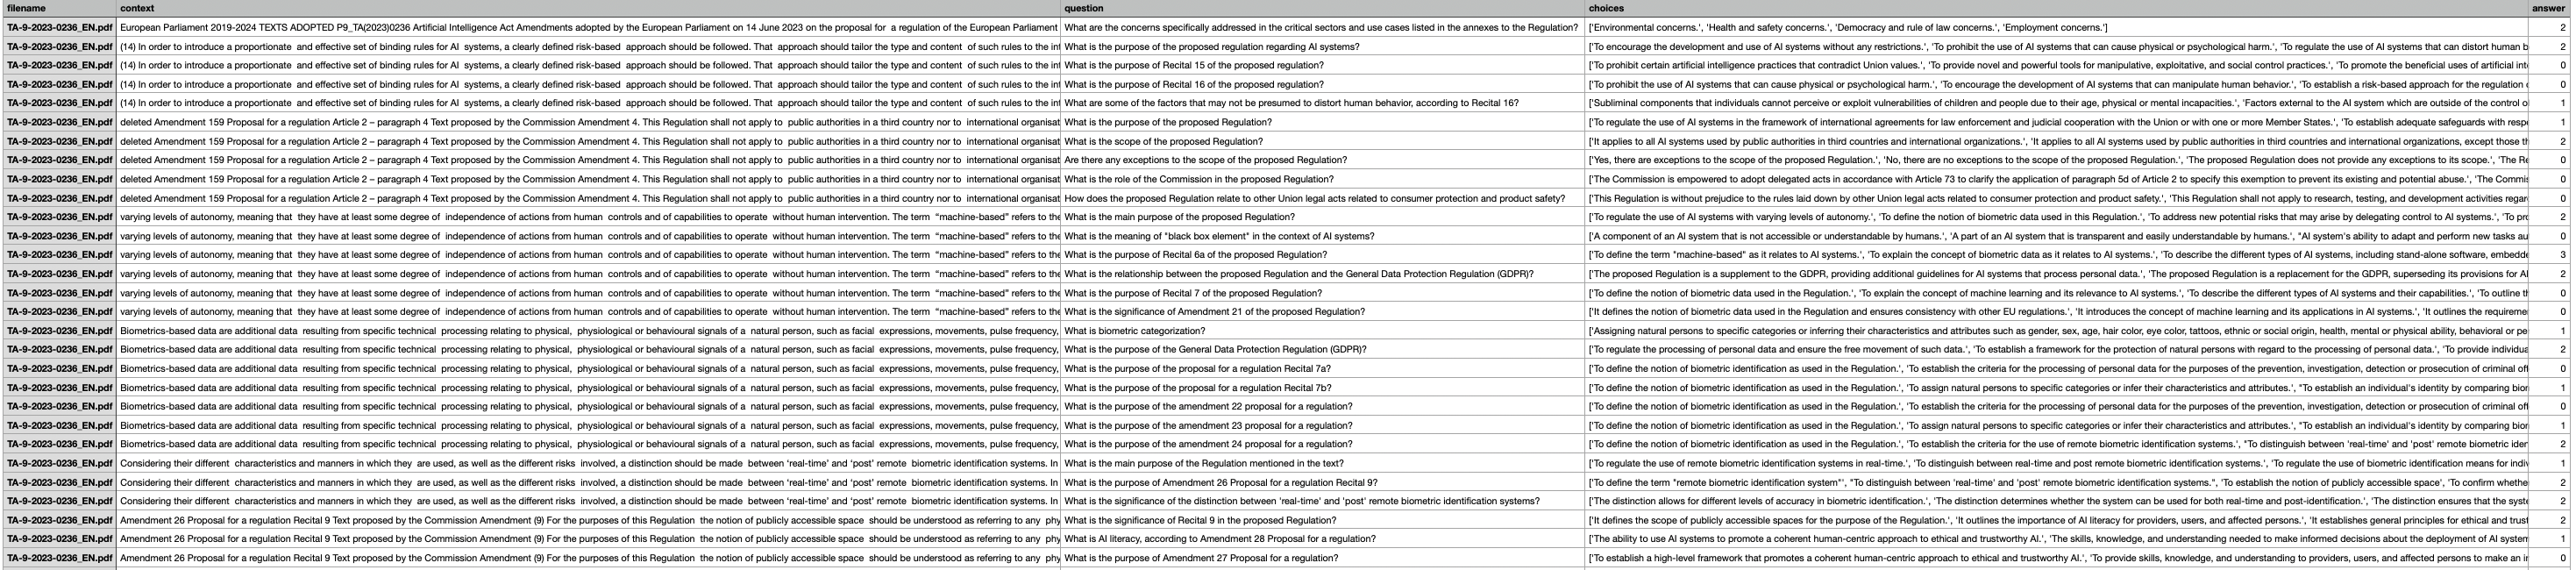 filename context question choices answer
TA-9-2023-0236_EN.pdf European Parliament 2019-2024 TEXTS ADOPTED P9_TA(2023)0236 Artificial Intelligence Act Amendments adopted by the European Parliament on 14 June 2023 on the proposal for a regulation of the European Parliament What are the concerns specifically addressed in the critical sectors and use cases listed in the annexes to the Regulation? ['Environmental concerns.', 'Health and safety concerns.', 'Democracy and rule of law concerns.', 'Employment concerns.'] 2
TA-9-2023-0236_EN.pdf (14) In order to introduce a proportionate and effective set of binding rules for AI systems, a clearly defined risk-based approach should be followed. That approach should tailor the type and content of such rules to the int What is the purpose of the proposed regulation regarding AI systems? ['To encourage the development and use of AI systems without any restrictions.', 'To prohibit the use of AI systems that can cause physical or psychological harm.', 'To regulate the use of AI systems that can distort human b 2
TA-9-2023-0236_EN.pdf (14) In order to introduce a proportionate and effective set of binding rules for AI systems, a clearly defined risk-based approach should be followed. That approach should tailor the type and content of such rules to the int What is the purpose of Recital 15 of the proposed regulation? ['To prohibit certain artificial intelligence practices that contradict Union values.', 'To provide novel and powerful tools for manipulative, exploitative, and social control practices.', 'To promote the beneficial uses of artificial int 0
TA-9-2023-0236_EN.pdf (14) In order to introduce a proportionate and effective set of binding rules for AI systems, a clearly defined risk-based approach should be followed. That approach should tailor the type and content of such rules to the int What is the purpose of Recital 16 of the proposed regulation? ['To prohibit the use of AI systems that can cause physical or psychological harm.', 'To encourage the development of AI systems that can manipulate human behavior.', 'To establish a risk-based approach for the regulation o 0
TA-9-2023-0236_EN.pdf (14) In order to introduce a proportionate and effective set of binding rules for AI systems, a clearly defined risk-based approach should be followed. That approach should tailor the type and content of such rules to the int What are some of the factors that may not be presumed to distort human behavior, according to Recital 16? ['Subliminal components that individuals cannot perceive or exploit vulnerabilities of children and people due to their age, physical or mental incapacities.', 'Factors external to the AI system which are outside of the control o 1
TA-9-2023-0236_EN.pdf deleted Amendment 159 Proposal for a regulation Article 2 – paragraph 4 Text proposed by the Commission Amendment 4. This Regulation shall not apply to public authorities in a third country nor to international organisat What is the purpose of the proposed Regulation? ['To regulate the use of AI systems in the framework of international agreements for law enforcement and judicial cooperation with the Union or with one or more Member States.', 'To establish adequate safeguards with respe 1
TA-9-2023-0236_EN.pdf deleted Amendment 159 Proposal for a regulation Article 2 – paragraph 4 Text proposed by the Commission Amendment 4. This Regulation shall not apply to public authorities in a third country nor to international organisat What is the scope of the proposed Regulation? ['It applies to all AI systems used by public authorities in third countries and international organizations.', 'It applies to all AI systems used by public authorities in third countries and international organizations, except those th 2
TA-9-2023-0236_EN.pdf deleted Amendment 159 Proposal for a regulation Article 2 – paragraph 4 Text proposed by the Commission Amendment 4. This Regulation shall not apply to public authorities in a third country nor to international organisat Are there any exceptions to the scope of the proposed Regulation? ['Yes, there are exceptions to the scope of the proposed Regulation.', 'No, there are no exceptions to the scope of the proposed Regulation.', 'The proposed Regulation does not provide any exceptions to its scope.', 'The Re 0
TA-9-2023-0236_EN.pdf deleted Amendment 159 Proposal for a regulation Article 2 – paragraph 4 Text proposed by the Commission Amendment 4. This Regulation shall not apply to public authorities in a third country nor to international organisat What is the role of the Commission in the proposed Regulation? ['The Commission is empowered to adopt delegated acts in accordance with Article 73 to clarify the application of paragraph 5d of Article 2 to specify this exemption to prevent its existing and potential abuse.', 'The Commis 0
TA-9-2023-0236_EN.pdf deleted Amendment 159 Proposal for a regulation Article 2 – paragraph 4 Text proposed by the Commission Amendment 4. This Regulation shall not apply to public authorities in a third country nor to international organisat How does the proposed Regulation relate to other Union legal acts related to consumer protection and product safety? ['This Regulation is without prejudice to the rules laid down by other Union legal acts related to consumer protection and product safety.', 'This Regulation shall not apply to research, testing, and development activities regar 0
TA-9-2023-0236_EN.pdf varying levels of autonomy, meaning that they have at least some degree of independence of actions from human controls and of capabilities to operate without human intervention. The term “machine-based” refers to the What is the main purpose of the proposed Regulation? ['To regulate the use of AI systems with varying levels of autonomy.', 'To define the notion of biometric data used in this Regulation.', 'To address new potential risks that may arise by delegating control to AI systems.', 'To pro 2
TA-9-2023-0236_EN.pdf varying levels of autonomy, meaning that they have at least some degree of independence of actions from human controls and of capabilities to operate without human intervention. The term “machine-based” refers to the What is the meaning of "black box element" in the context of AI systems? ['A component of an AI system that is not accessible or understandable by humans.', 'A part of an AI system that is transparent and easily understandable by humans.', "AI system's ability to adapt and perform new tasks au 0
TA-9-2023-0236_EN.pdf varying levels of autonomy, meaning that they have at least some degree of independence of actions from human controls and of capabilities to operate without human intervention. The term “machine-based” refers to the What is the purpose of Recital 6a of the proposed Regulation? ['To define the term "machine-based" as it relates to AI systems.', 'To explain the concept of biometric data as it relates to AI systems.', 'To describe the different types of AI systems, including stand-alone software, embedde 3
TA-9-2023-0236_EN.pdf varying levels of autonomy, meaning that they have at least some degree of independence of actions from human controls and of capabilities to operate without human intervention. The term “machine-based” refers to the What is the relationship between the proposed Regulation and the General Data Protection Regulation (GDPR)? ['The proposed Regulation is a supplement to the GDPR, providing additional guidelines for AI systems that process personal data.', 'The proposed Regulation is a replacement for the GDPR, superseding its provisions for AI 2
TA-9-2023-0236_EN.pdf varying levels of autonomy, meaning that they have at least some degree of independence of actions from human controls and of capabilities to operate without human intervention. The term “machine-based” refers to the What is the purpose of Recital 7 of the proposed Regulation? ['To define the notion of biometric data used in the Regulation.', 'To explain the concept of machine learning and its relevance to AI systems.', 'To describe the different types of AI systems and their capabilities.', 'To outline th 0
TA-9-2023-0236_EN.pdf varying levels of autonomy, meaning that they have at least some degree of independence of actions from human controls and of capabilities to operate without human intervention. The term “machine-based” refers to the What is the significance of Amendment 21 of the proposed Regulation? ['It defines the notion of biometric data used in the Regulation and ensures consistency with other EU regulations.', 'It introduces the concept of machine learning and its applications in AI systems.', 'It outlines the requireme 0
TA-9-2023-0236_EN.pdf Biometrics-based data are additional data resulting from specific technical processing relating to physical, physiological or behavioural signals of a natural person, such as facial expressions, movements, pulse frequency, What is biometric categorization? ['Assigning natural persons to specific categories or inferring their characteristics and attributes such as gender, sex, age, hair color, eye color, tattoos, ethnic or social origin, health, mental or physical ability, behavioral or pe 1
TA-9-2023-0236_EN.pdf Biometrics-based data are additional data resulting from specific technical processing relating to physical, physiological or behavioural signals of a natural person, such as facial expressions, movements, pulse frequency, What is the purpose of the General Data Protection Regulation (GDPR)? ['To regulate the processing of personal data and ensure the free movement of such data.', 'To establish a framework for the protection of natural persons with regard to the processing of personal data.', 'To provide individua 2
TA-9-2023-0236_EN.pdf Biometrics-based data are additional data resulting from specific technical processing relating to physical, physiological or behavioural signals of a natural person, such as facial expressions, movements, pulse frequency, What is the purpose of the proposal for a regulation Recital 7a? ['To define the notion of biometric identification as used in the Regulation.', 'To establish the criteria for the processing of personal data for the purposes of the prevention, investigation, detection or prosecution of criminal off 0
TA-9-2023-0236_EN.pdf Biometrics-based data are additional data resulting from specific technical processing relating to physical, physiological or behavioural signals of a natural person, such as facial expressions, movements, pulse frequency, What is the purpose of the proposal for a regulation Recital 7b? ['To define the notion of biometric identification as used in the Regulation.', 'To assign natural persons to specific categories or infer their characteristics and attributes.', "To establish an individual's identity by comparing bior 1
TA-9-2023-0236_EN.pdf Biometrics-based data are additional data resulting from specific technical processing relating to physical, physiological or behavioural signals of a natural person, such as facial expressions, movements, pulse frequency, What is the purpose of the amendment 22 proposal for a regulation? ['To define the notion of biometric identification as used in the Regulation.', 'To establish the criteria for the processing of personal data for the purposes of the prevention, investigation, detection or prosecution of criminal off 0
TA-9-2023-0236_EN.pdf Biometrics-based data are additional data resulting from specific technical processing relating to physical, physiological or behavioural signals of a natural person, such as facial expressions, movements, pulse frequency, What is the purpose of the amendment 23 proposal for a regulation? ['To define the notion of biometric identification as used in the Regulation.', 'To assign natural persons to specific categories or infer their characteristics and attributes.', "To establish an individual's identity by comparing bior 1
TA-9-2023-0236_EN.pdf Biometrics-based data are additional data resulting from specific technical processing relating to physical, physiological or behavioural signals of a natural person, such as facial expressions, movements, pulse frequency, What is the purpose of the amendment 24 proposal for a regulation? ['To define the notion of biometric identification as used in the Regulation.', 'To establish the criteria for the use of remote biometric identification systems.', "To distinguish between 'real-time' and 'post' remote biometric iden 2
TA-9-2023-0236_EN.pdf Considering their different characteristics and manners in which they are used, as well as the different risks involved, a distinction should be made between ‘real-time’ and ‘post’ remote biometric identification systems. In What is the main purpose of the Regulation mentioned in the text? ['To regulate the use of remote biometric identification systems in real-time.', 'To distinguish between real-time and post remote biometric identification systems.', 'To regulate the use of biometric identification means for indiv 1
TA-9-2023-0236_EN.pdf Considering their different characteristics and manners in which they are used, as well as the different risks involved, a distinction should be made between ‘real-time’ and ‘post’ remote biometric identification systems. In What is the purpose of Amendment 26 Proposal for a regulation Recital 9? ['To define the term "remote biometric identification system"', "To distinguish between 'real-time' and 'post' remote biometric identification systems.", 'To establish the notion of publicly accessible space', 'To confirm whethe 2
TA-9-2023-0236_EN.pdf Considering their different characteristics and manners in which they are used, as well as the different risks involved, a distinction should be made between ‘real-time’ and ‘post’ remote biometric identification systems. In What is the significance of the distinction between 'real-time' and 'post' remote biometric identification systems? ['The distinction allows for different levels of accuracy in biometric identification.', 'The distinction determines whether the system can be used for both real-time and post-identification.', 'The distinction ensures that the syste 2
TA-9-2023-0236_EN.pdf Amendment 26 Proposal for a regulation Recital 9 Text proposed by the Commission Amendment (9) For the purposes of this Regulation the notion of publicly accessible space should be understood as referring to any phy What is the significance of Recital 9 in the proposed Regulation? ['It defines the scope of publicly accessible spaces for the purpose of the Regulation.', 'It outlines the importance of AI literacy for providers, users, and affected persons.', 'It establishes general principles for ethical and trust 2
TA-9-2023-0236_EN.pdf Amendment 26 Proposal for a regulation Recital 9 Text proposed by the Commission Amendment (9) For the purposes of this Regulation the notion of publicly accessible space should be understood as referring to any phy What is AI literacy, according to Amendment 28 Proposal for a regulation? ['The ability to use AI systems to promote a coherent human-centric approach to ethical and trustworthy AI.', 'The skills, knowledge, and understanding needed to make informed decisions about the deployment of AI system 1
TA-9-2023-0236_EN.pdf Amendment 26 Proposal for a regulation Recital 9 Text proposed by the Commission Amendment (9) For the purposes of this Regulation the notion of publicly accessible space should be understood as referring to any phy What is the purpose of Amendment 27 Proposal for a regulation? ['To establish a high-level framework that promotes a coherent human-centric approach to ethical and trustworthy AI.', 'To provide skills, knowledge, and understanding to providers, users, and affected persons to make an i 0